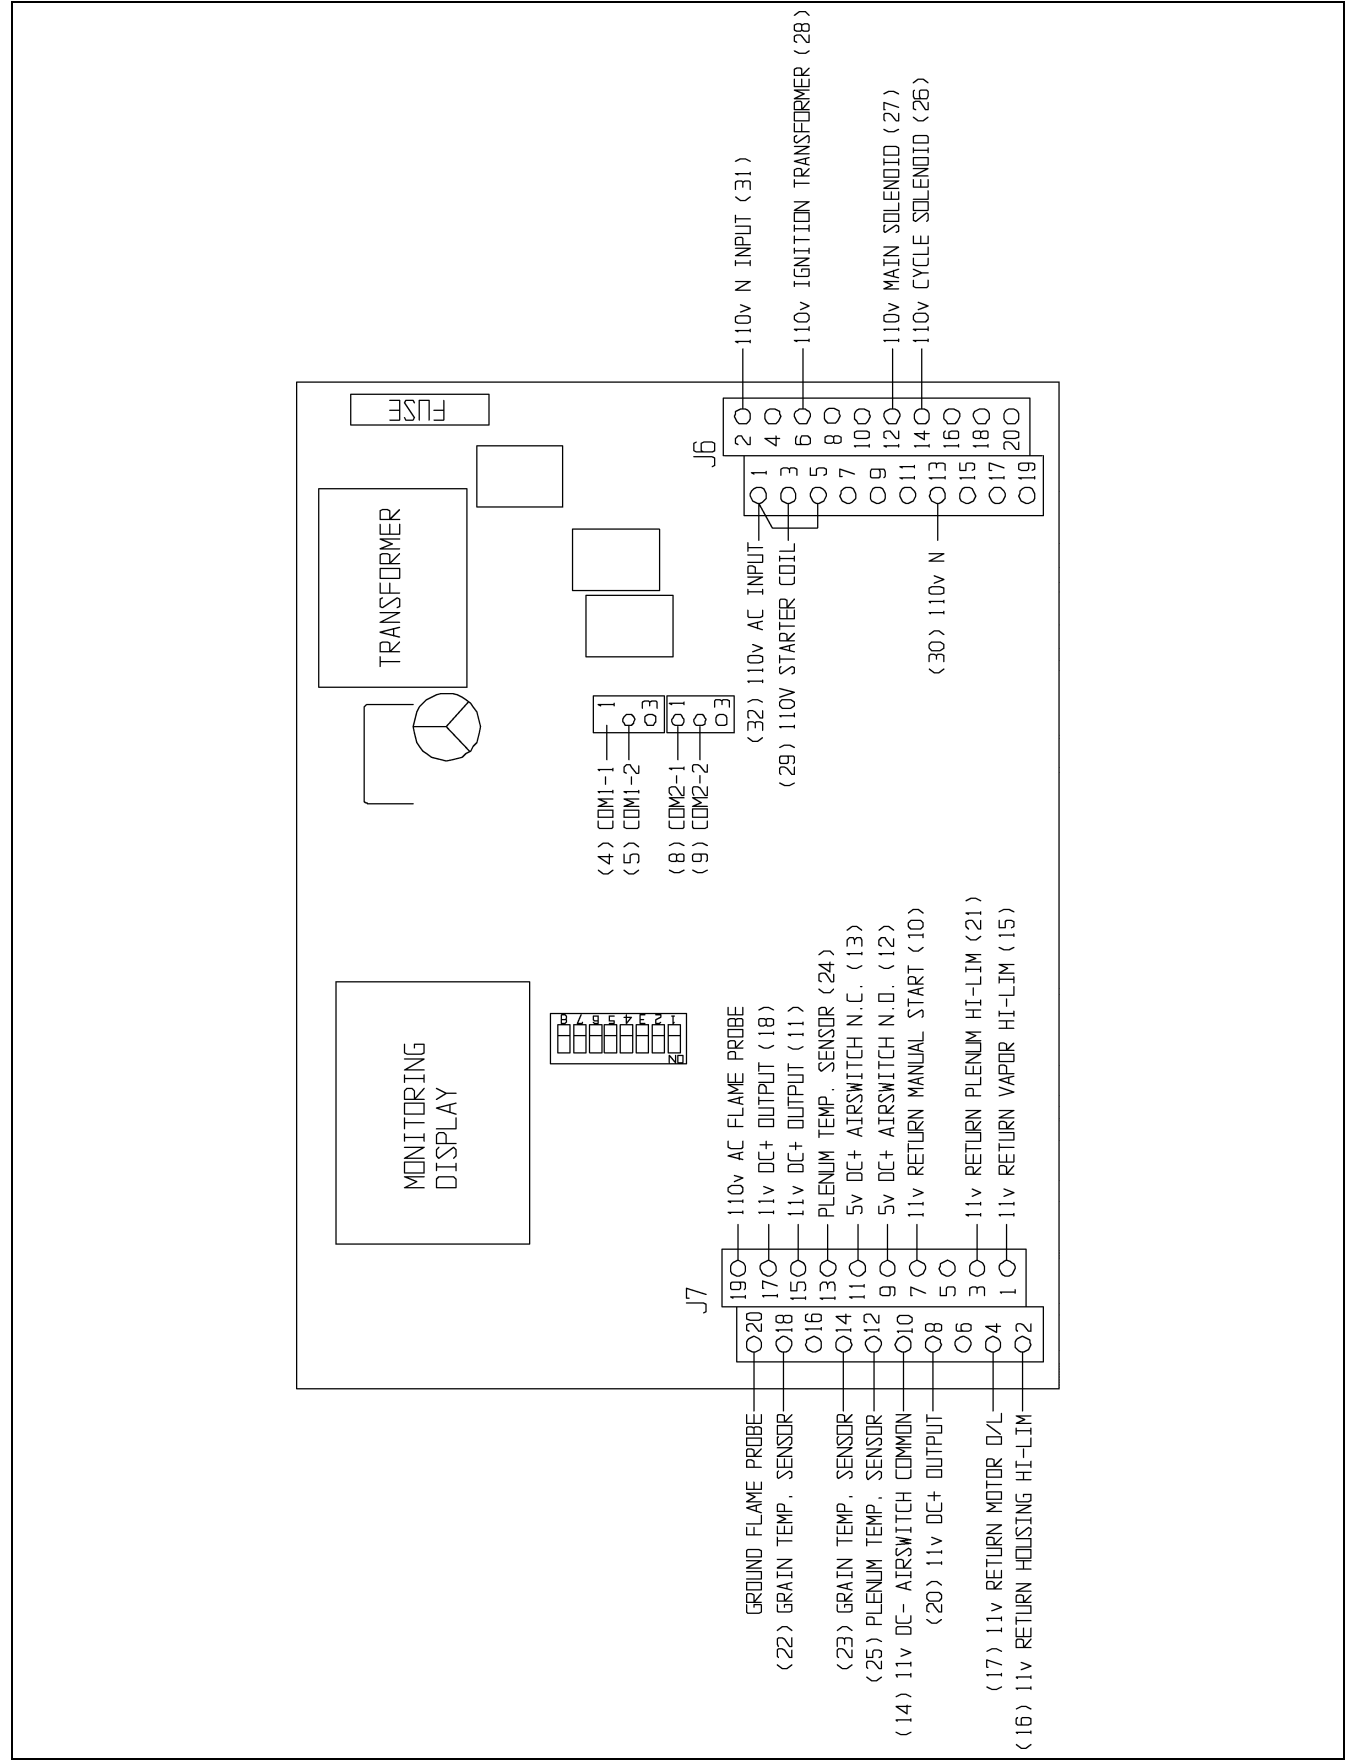 FUSE
TRANSFORMER
MONITORING
DISPLAY
8 7 6 5 4 3 2 1
ON
(4) COM1-1
(5) COM1-2
(8) COM2-1
(9) COM2-2
1
3
1
3
J6
2 4 6 8 10 12 14 16 18 20
1 3 5 7 9 11 13 15 17 19
110v N INPUT (31)
110v IGNITION TRANSFORMER (28)
110v MAIN SOLENOID (27)
110v CYCLE SOLENOID (26)
(32) 110v AC INPUT
(29) 110V STARTER COIL
(30) 110v N
J7
19 17 15 13 11 9 7 5 3 1
20 18 16 14 12 10 8 6 4 2
110v AC FLAME PROBE
11v DC+ OUTPUT (18)
11v DC+ OUTPUT (11)
PLENUM TEMP. SENSOR (24)
5v DC+ AIRSWITCH N.C. (13)
5v DC+ AIRSWITCH N.O. (12)
11v RETURN MANUAL START (10)
11v RETURN PLENUM HI-LIM (21)
11v RETURN VAPOR HI-LIM (15)
GROUND FLAME PROBE
(22) GRAIN TEMP. SENSOR
(23) GRAIN TEMP. SENSOR
(25) PLENUM TEMP. SENSOR
(14) 11v DC- AIRSWITCH COMMON
(20) 11v DC+ OUTPUT
(17) 11v RETURN MOTOR O/L
(16) 11v RETURN HOUSING HI-LIM